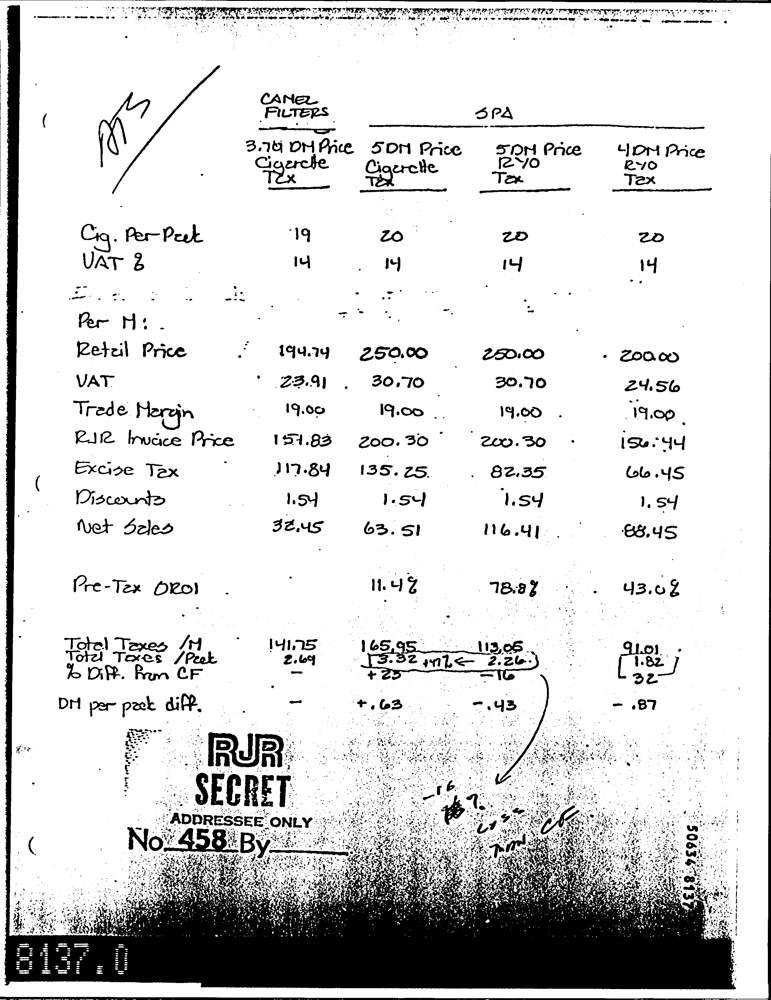 CAMEL
FILTERS SPA
3.70 DM Price 5 DM Price 5 DM Price 4 DM Price
Cigarette Cigarette RYO RYO
Tax Tax Tax Tax
Cig. Per Pack 19 20 20 20
VAT % 14 14 14 14
Per M:
Retail Price 194.74 250.00 250.00 200.00
VAT 23.91 30.70 30.70 24.56
Trade Margin 19.00 19.00 19.00 19.00
RJR Invoice Price 151.83 200.30 200.30 156.44
Excise Tax 117.84 135.25 82.35 66.45
Discounts 1.54 1.54 1.54 1.54
Net Sales 32.45 63.51 116.41 88.45
Pre-Tax OROI 11.4% 78.8% 43.0%
Total Taxes /M 141.75 165.95 113.05 91.01
Total Taxes /Pack 2.69 3.32 +47% ← 2.26 1.82
% Diff. From CF - +23 -16 32
DM per pack diff. - +.63 -.43 - .87
RJR
SECRET
ADDRESSEE ONLY
No. 458 By
-16
%
less
than CF
50634 8137
8137.0